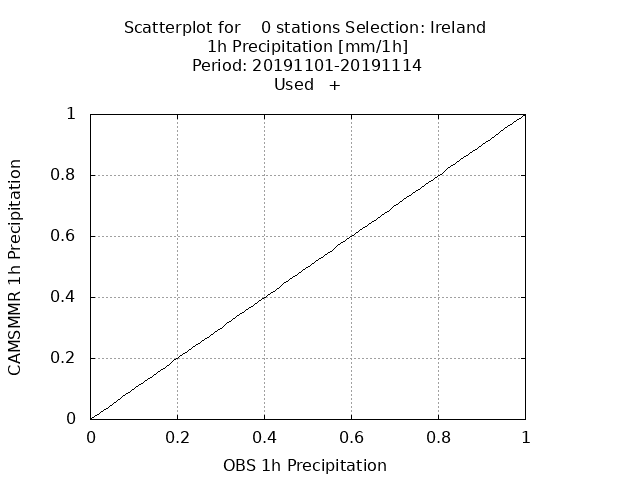 Scatterplot for    0 stations Selection: Ireland
1h Precipitation [mm/1h]
Period: 20191101-20191114
Used   +
1
0.8
0.6
0.4
0.2
0
CAMSMMR 1h Precipitation
0 0.2 0.4 0.6 0.8 1
OBS 1h Precipitation